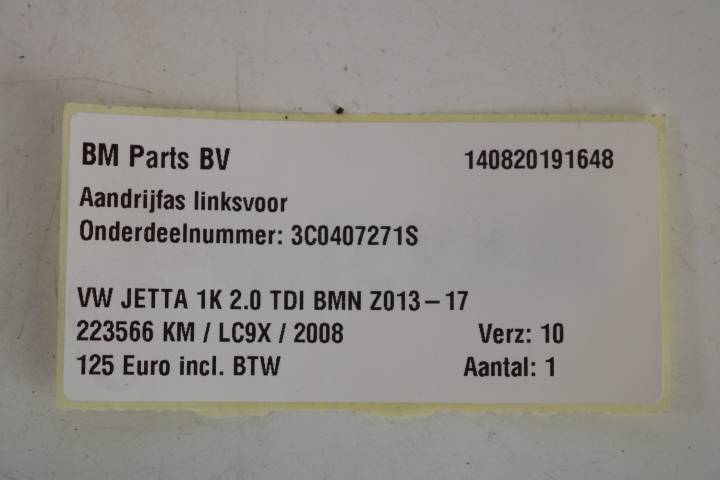 BM Parts BV 140820191648
Aandrijfas linksvoor
Onderdeelnummer: 3C0407271S
VW JETTA 1K 2.0 TDI BMN Z013-17
223566 KM / LC9X / 2008 Verz: 10
125 Euro incl. BTW Aantal: 1